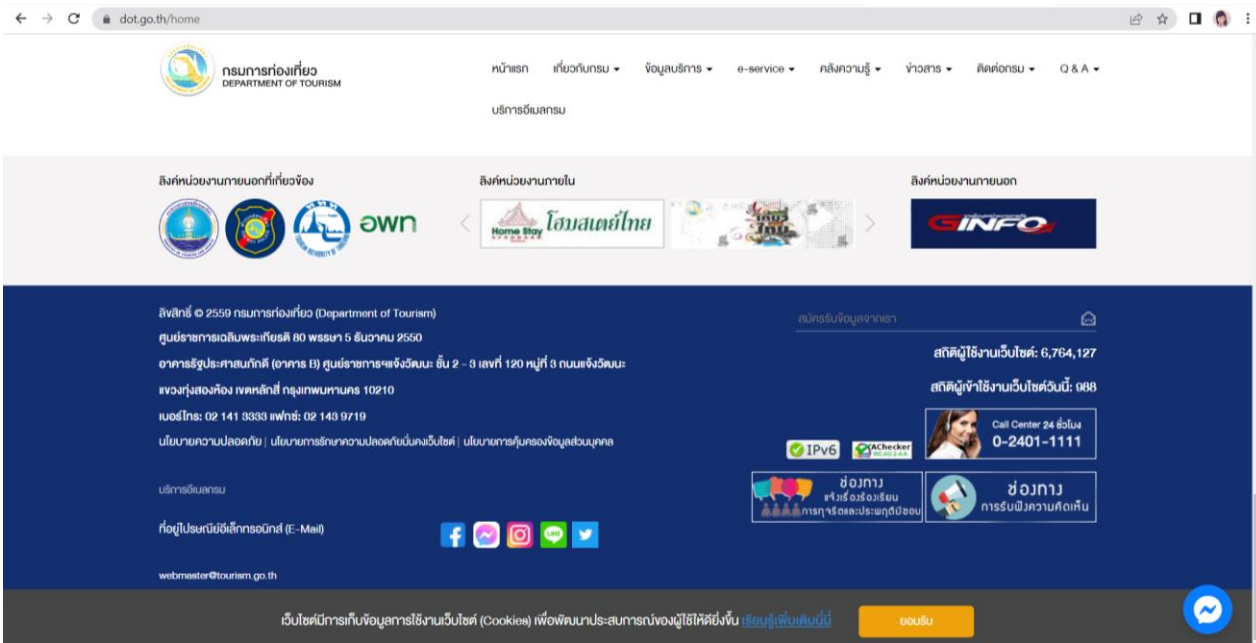 dot.go.th/home
กรมการท่องเที่ยว
DEPARTMENT OF TOURISM
หน้าแรก เกี่ยวกับกรม ข้อมูลบริการ e-service คลังความรู้ ข่าวสาร ติดต่อกรม Q & A
บริการอีเมลกรม
ลิงค์หน่วยงานภายนอกที่เกี่ยวข้อง
ลิงค์หน่วยงานภายใน
ลิงค์หน่วยงานภายนอก
อพท
Home Stay
STANDARD
โฮมสเตย์ไทย
GINFO
ลิขสิทธิ์ © 2559 กรมการท่องเที่ยว (Department of Tourism)
ศูนย์ราชการเฉลิมพระเกียรติ 80 พรรษา 5 ธันวาคม 2550
อาคารรัฐประศาสนภักดี (อาคาร B) ศูนย์ราชการฯแจ้งวัฒนะ ชั้น 2 - 3 เลขที่ 120 หมู่ที่ 3 ถนนแจ้งวัฒนะ
แขวงทุ่งสองห้อง เขตหลักสี่ กรุงเทพมหานคร 10210
เบอร์โทร: 02 141 3333 แฟกซ์: 02 143 9719
นโยบายความปลอดภัย | นโยบายการรักษาความปลอดภัยมั่นคงเว็บไซต์ | นโยบายการคุ้มครองข้อมูลส่วนบุคคล
บริการอีเมลกรม
ที่อยู่ไปรษณีย์อิเล็กทรอนิกส์ (E-Mail)
webmaster@tourism.go.th
สมัครรับข้อมูลจากเรา
สถิติผู้ใช้งานเว็บไซต์: 6,764,127
สถิติผู้เข้าใช้งานเว็บไซต์วันนี้: 988
IPv6
AChecker
WCAG 2-AA
Call Center 24 ชั่วโมง
0-2401-1111
ช่องทาง
แจ้งเรื่องร้องเรียน
การทุจริตและประพฤติมิชอบ
ช่องทาง
การรับฟังความคิดเห็น
LINE
เว็บไซต์มีการเก็บข้อมูลการใช้งานเว็บไซต์ (Cookies) เพื่อพัฒนาประสบการณ์ของผู้ใช้ให้ดียิ่งขึ้น เรียนรู้เพิ่มเติมที่นี่
ยอมรับ